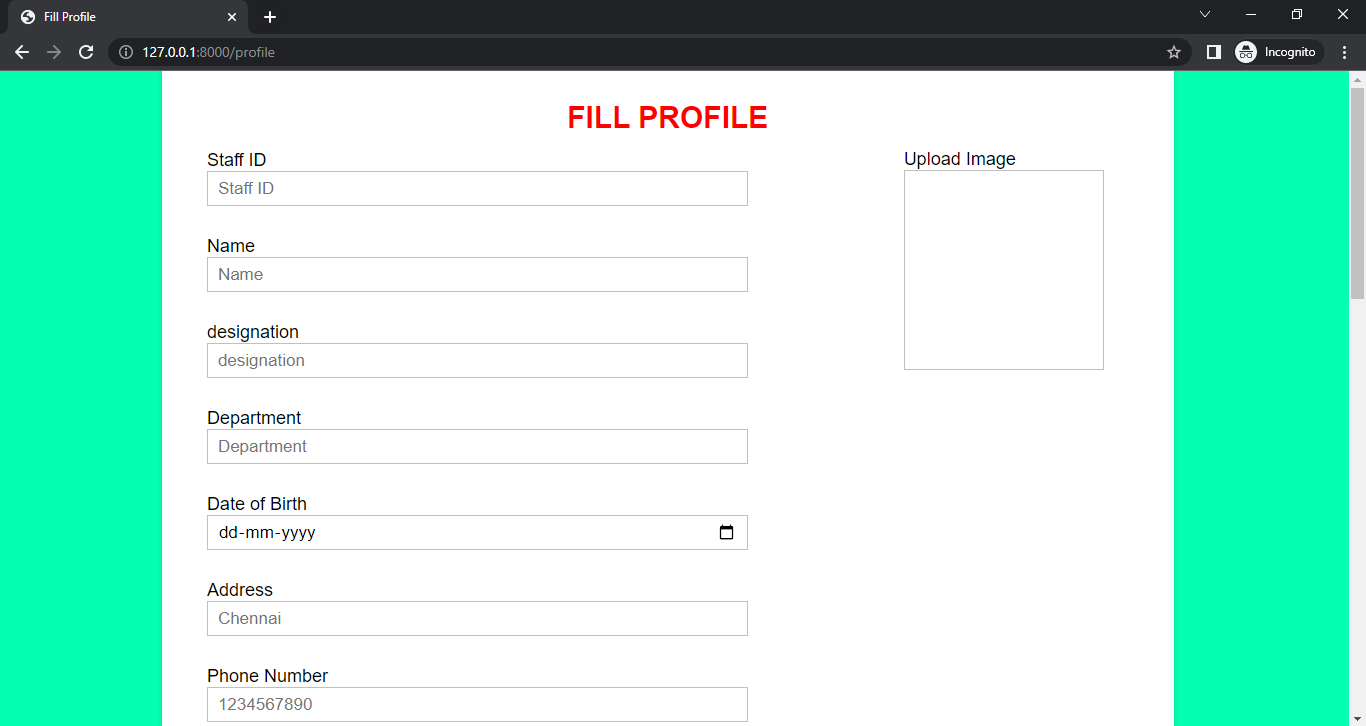 Fill Profile
127.0.0.1:8000/profile
Incognito
FILL PROFILE
Staff ID
Staff ID
Upload Image
Name
Name
designation
designation
Department
Department
Date of Birth
dd-mm-yyyy
Address
Chennai
Phone Number
1234567890